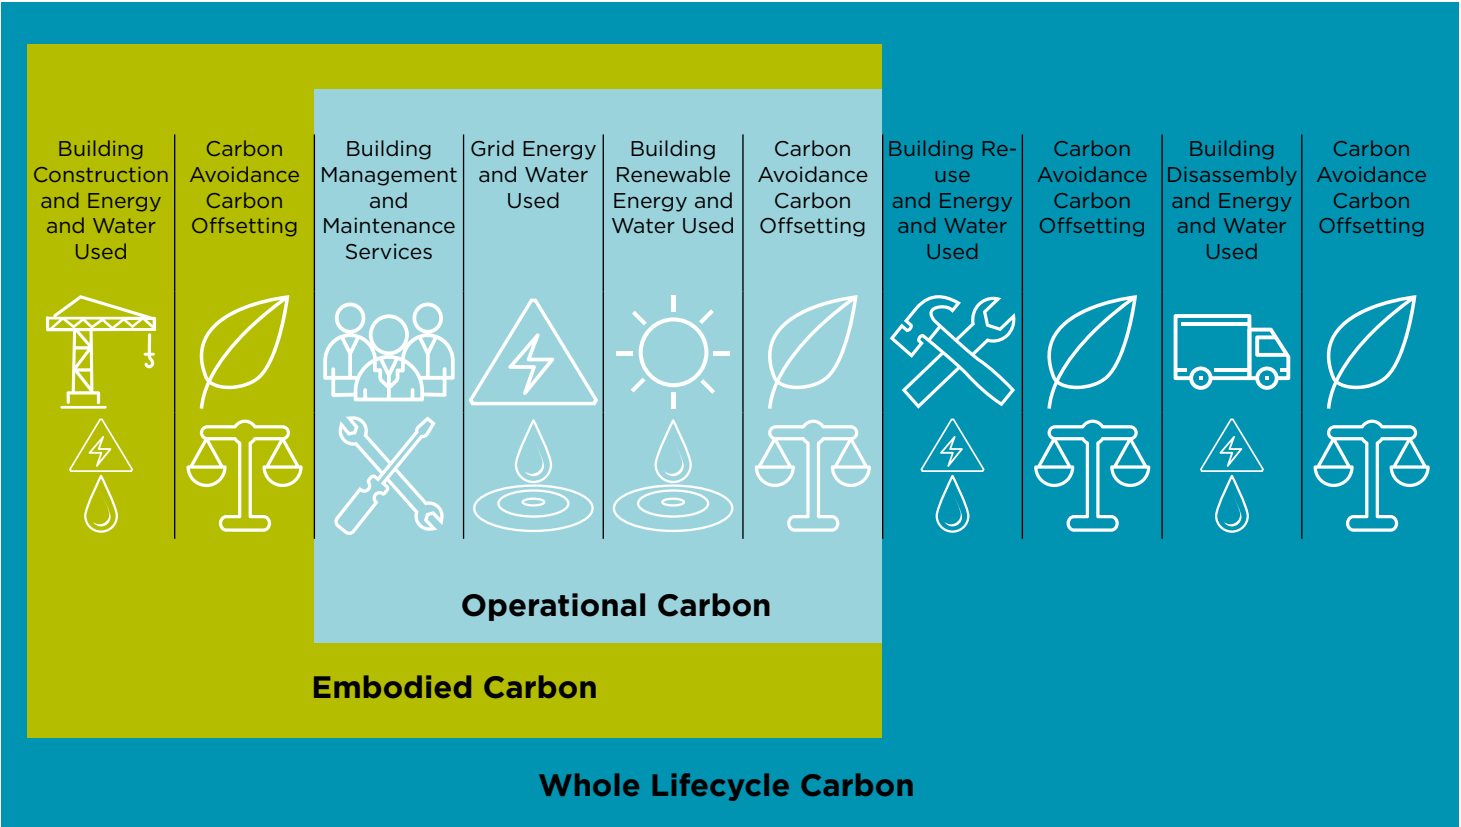 Building
Construction
and Energy
and Water
Used
Carbon
Avoidance
Carbon
Offsetting
Building
Management
and
Maintenance
Services
Grid Energy
and Water
Used
Building
Renewable
Energy and
Water Used
Carbon
Avoidance
Carbon
Offsetting
Building Re-
use
and Energy
and Water
Used
Carbon
Avoidance
Carbon
Offsetting
Building
Disassembly
and Energy
and Water
Used
Carbon
Avoidance
Carbon
Offsetting
Operational Carbon
Embodied Carbon
Whole Lifecycle Carbon